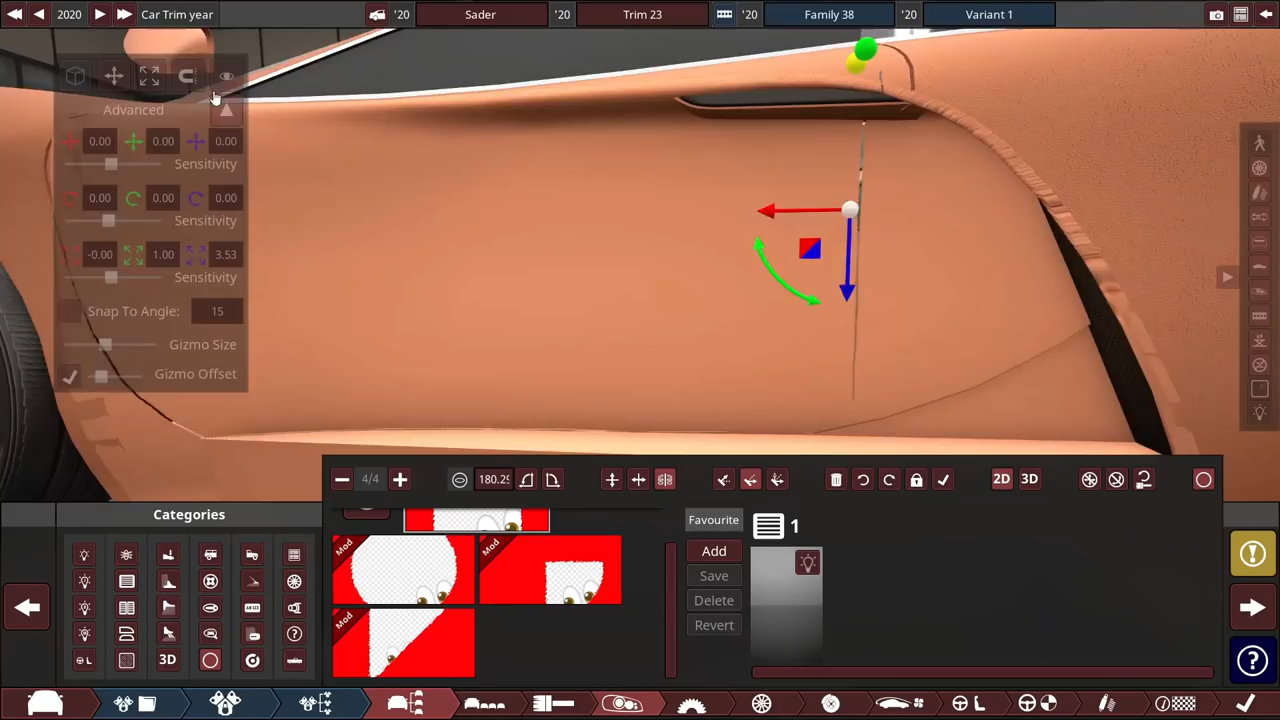 2020 Car Trim year '20 Sader '20 Trim 23 '20 Family 38 '20 Variant 1
Advanced
0.00 0.00 0.00
Sensitivity
0.00 0.00 0.00
Sensitivity
-0.00 1.00 3.53
Sensitivity
Snap To Angle: 15
Gizmo Size
Gizmo Offset
4/4 180.25 2D 3D
Categories
Favourite 1
Add
Save
Delete
Revert
Mod Mod
Mod
3D
L
?